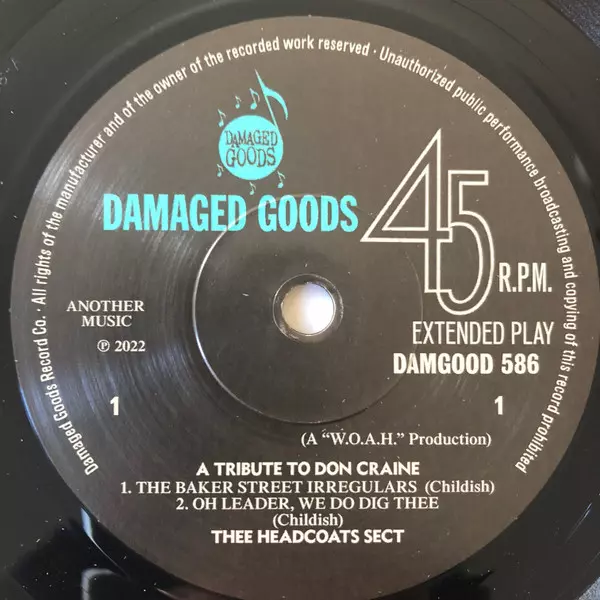 Damaged Goods Record Co. · All rights of the manufacturer and of the owner of the recorded work reserved · Unauthorized public performance broadcasting and copying of this record prohibited
DAMAGED
GOODS
DAMAGED GOODS
45
R.P.M.
ANOTHER
MUSIC
EXTENDED PLAY
℗ 2022
DAMGOOD 586
1
1
(A “W.O.A.H.” Production)
A TRIBUTE TO DON CRAINE
1. THE BAKER STREET IRREGULARS (Childish)
2. OH LEADER, WE DO DIG THEE
(Childish)
THEE HEADCOATS SECT